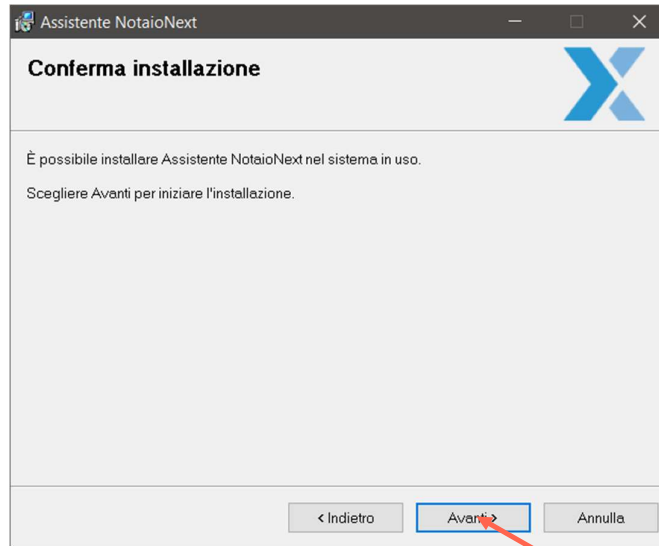 Assistente NotaioNext
Conferma installazione
È possibile installare Assistente NotaioNext nel sistema in uso.
Scegliere Avanti per iniziare l'installazione.
< Indietro
Avanti >
Annulla